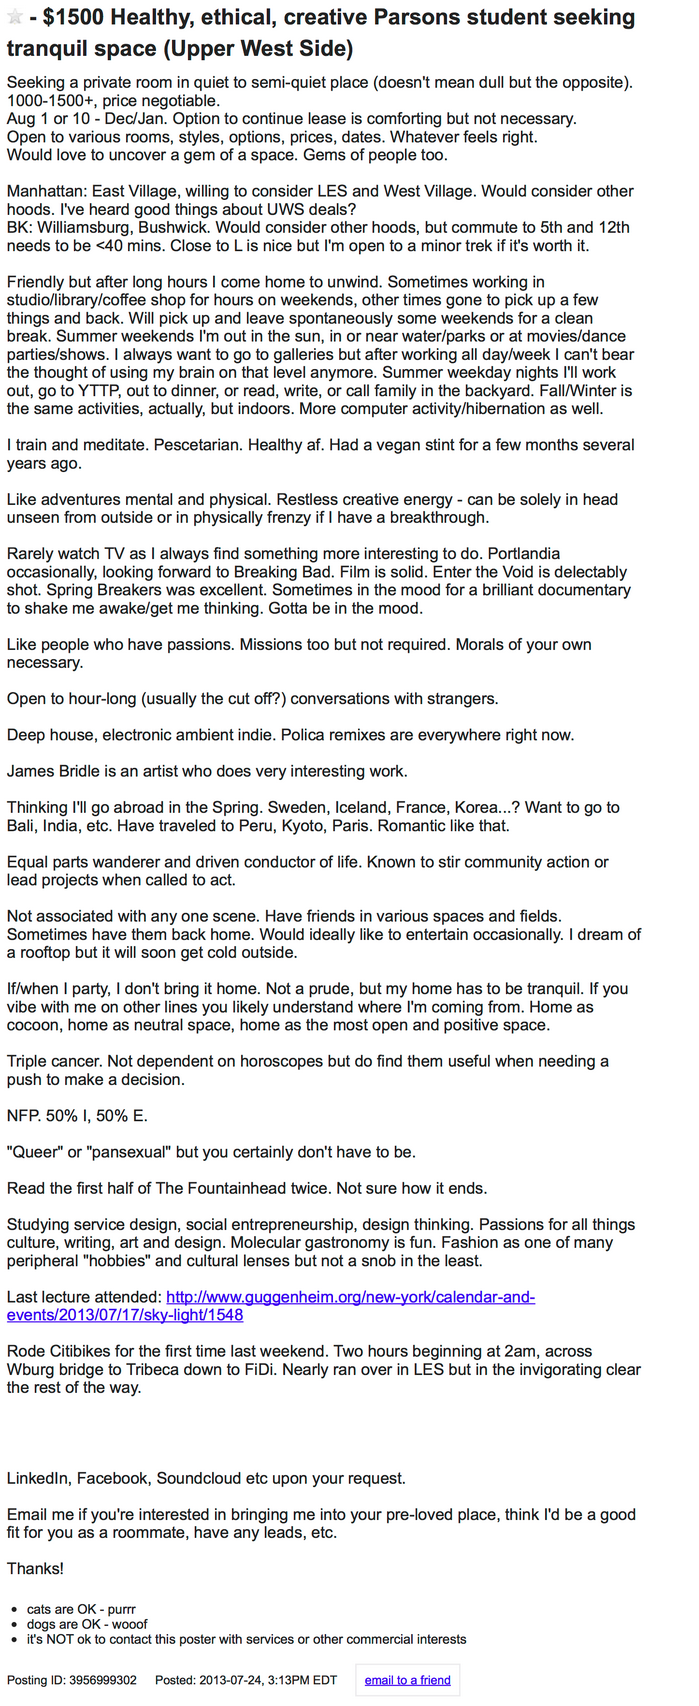 - $1500 Healthy, ethical, creative Parsons student seeking
tranquil space (Upper West Side)
Seeking a private room in quiet to semi-quiet place (doesn't mean dull but the opposite).
1000-1500+, price negotiable.
Aug 1 or 10 - Dec/Jan. Option to continue lease is comforting but not necessary.
Open to various rooms, styles, options, prices, dates. Whatever feels right.
Would love to uncover a gem of a space. Gems of people too.
Manhattan: East Village, willing to consider LES and West Village. Would consider other
hoods. I've heard good things about UWS deals?
BK: Williamsburg, Bushwick. Would consider other hoods, but commute to 5th and 12th
needs to be <40 mins. Close to L is nice but I'm open to a minor trek if it's worth it.
Friendly but after long hours I come home to unwind. Sometimes working in
studio/library/coffee shop for hours on weekends, other times gone to pick up a few
things and back. Will pick up and leave spontaneously some weekends for a clean
break. Summer weekends I'm out in the sun, in or near water/parks or at movies/dance
parties/shows. I always want to go to galleries but after working all day/week I can't bear
the thought of using my brain on that level anymore. Summer weekday nights I'll work
out, go to YTTP, out to dinner, or read, write, or call family in the backyard. Fall/Winter is
the same activities, actually, but indoors. More computer activity/hibernation as well.
I train and meditate. Pescetarian. Healthy af. Had a vegan stint for a few months several
years ago.
Like adventures mental and physical. Restless creative energy - can be solely in head
unseen from outside or in physically frenzy if I have a breakthrough.
Rarely watch TV as I always find something more interesting to do. Portlandia
occasionally, looking forward to Breaking Bad. Film is solid. Enter the Void is delectably
shot. Spring Breakers was excellent. Sometimes in the mood for a brilliant documentary
to shake me awake/get me thinking. Gotta be in the mood.
Like people who have passions. Missions too but not required. Morals of your own
necessary.
Open to hour-long (usually the cut off?) conversations with strangers.
Deep house, electronic ambient indie. Polica remixes are everywhere right now.
James Bridle is an artist who does very interesting work.
Thinking I'll go abroad in the Spring. Sweden, Iceland, France, Korea...? Want to go to
Bali, India, etc. Have traveled to Peru, Kyoto, Paris. Romantic like that.
Equal parts wanderer and driven conductor of life. Known to stir community action or
lead projects when called to act.
Not associated with any one scene. Have friends in various spaces and fields.
Sometimes have them back home. Would ideally like to entertain occasionally. I dream of
a rooftop but it will soon get cold outside.
If/when I party, I don't bring it home. Not a prude, but my home has to be tranquil. If you
vibe with me on other lines you likely understand where I'm coming from. Home as
cocoon, home as neutral space, home as the most open and positive space.
Triple cancer. Not dependent on horoscopes but do find them useful when needing a
push to make a decision.
NFP. 50% I, 50% E.
"Queer" or "pansexual" but you certainly don't have to be.
Read the first half of The Fountainhead twice. Not sure how it ends.
Studying service design, social entrepreneurship, design thinking. Passions for all things
culture, writing, art and design. Molecular gastronomy is fun. Fashion as one of many
peripheral "hobbies" and cultural lenses but not a snob in the least.
Last lecture attended: http://www.guggenheim.org/new-york/calendar-and-
events/2013/07/17/sky-light/1548
Rode Citibikes for the first time last weekend. Two hours beginning at 2am, across
Wburg bridge to Tribeca down to FiDi. Nearly ran over in LES but in the invigorating clear
the rest of the way.
LinkedIn, Facebook, Soundcloud etc upon your request.
Email me if you're interested in bringing me into your pre-loved place, think I'd be a good
fit for you as a roommate, have any leads, etc.
Thanks!
• cats are OK - purrr
• dogs are OK - wooof
• it's NOT ok to contact this poster with services or other commercial interests
Posting ID: 3956999302 Posted: 2013-07-24, 3:13PM EDT email to a friend